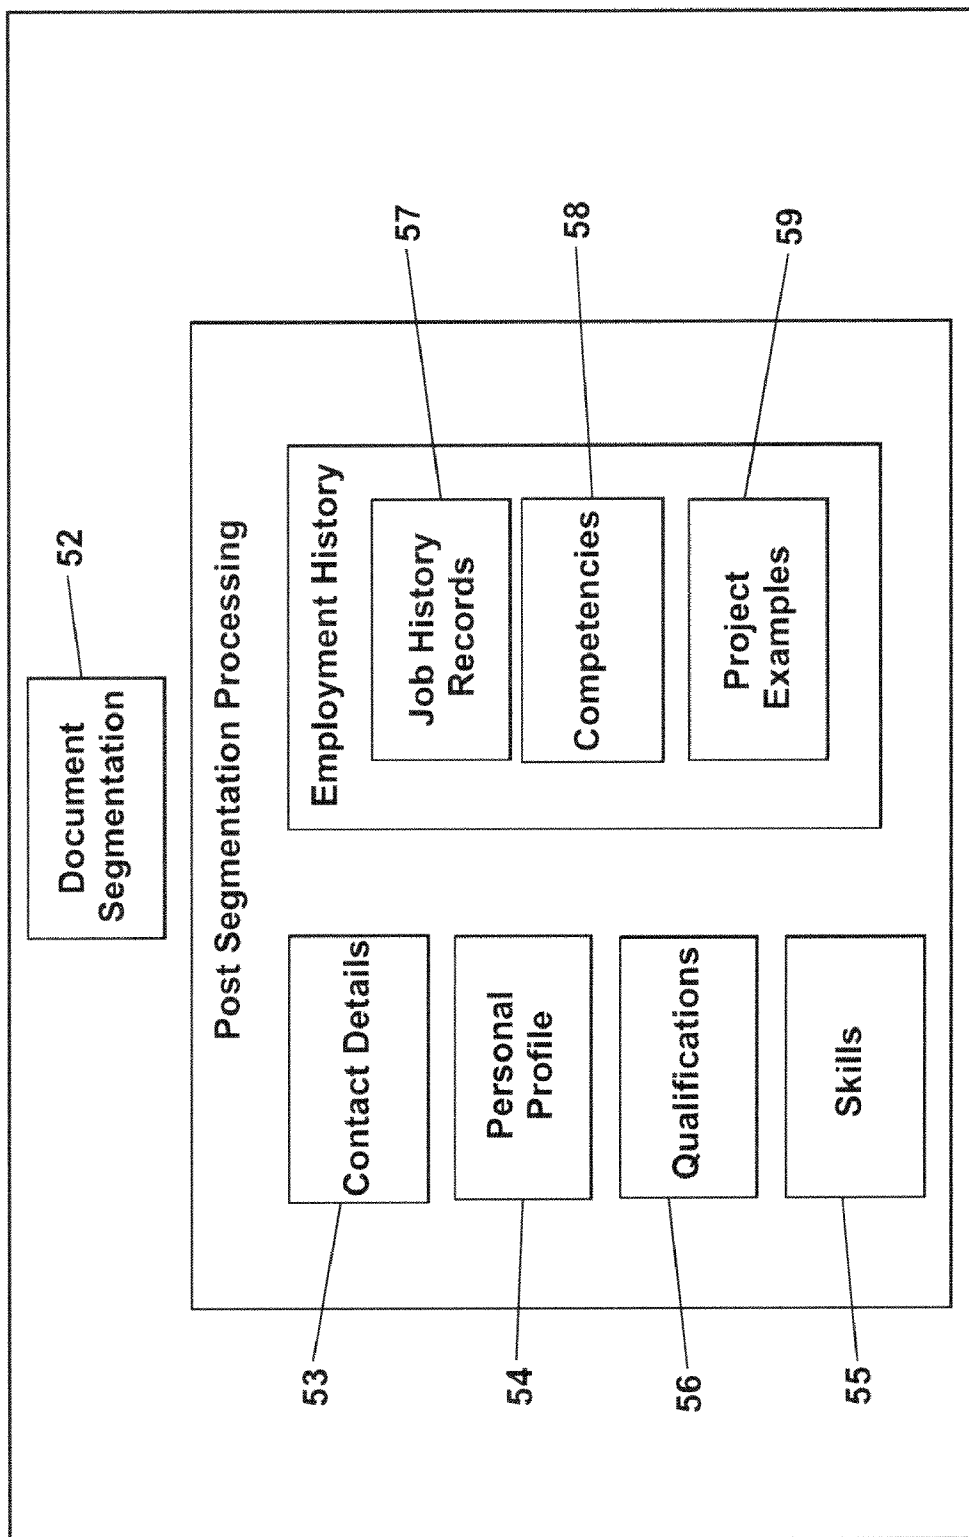 Document
Segmentation
52
Post Segmentation Processing
53
Contact Details
54
Personal
Profile
56
Qualifications
55
Skills
Employment History
Job History
Records
57
Competencies
58
Project
Examples
59